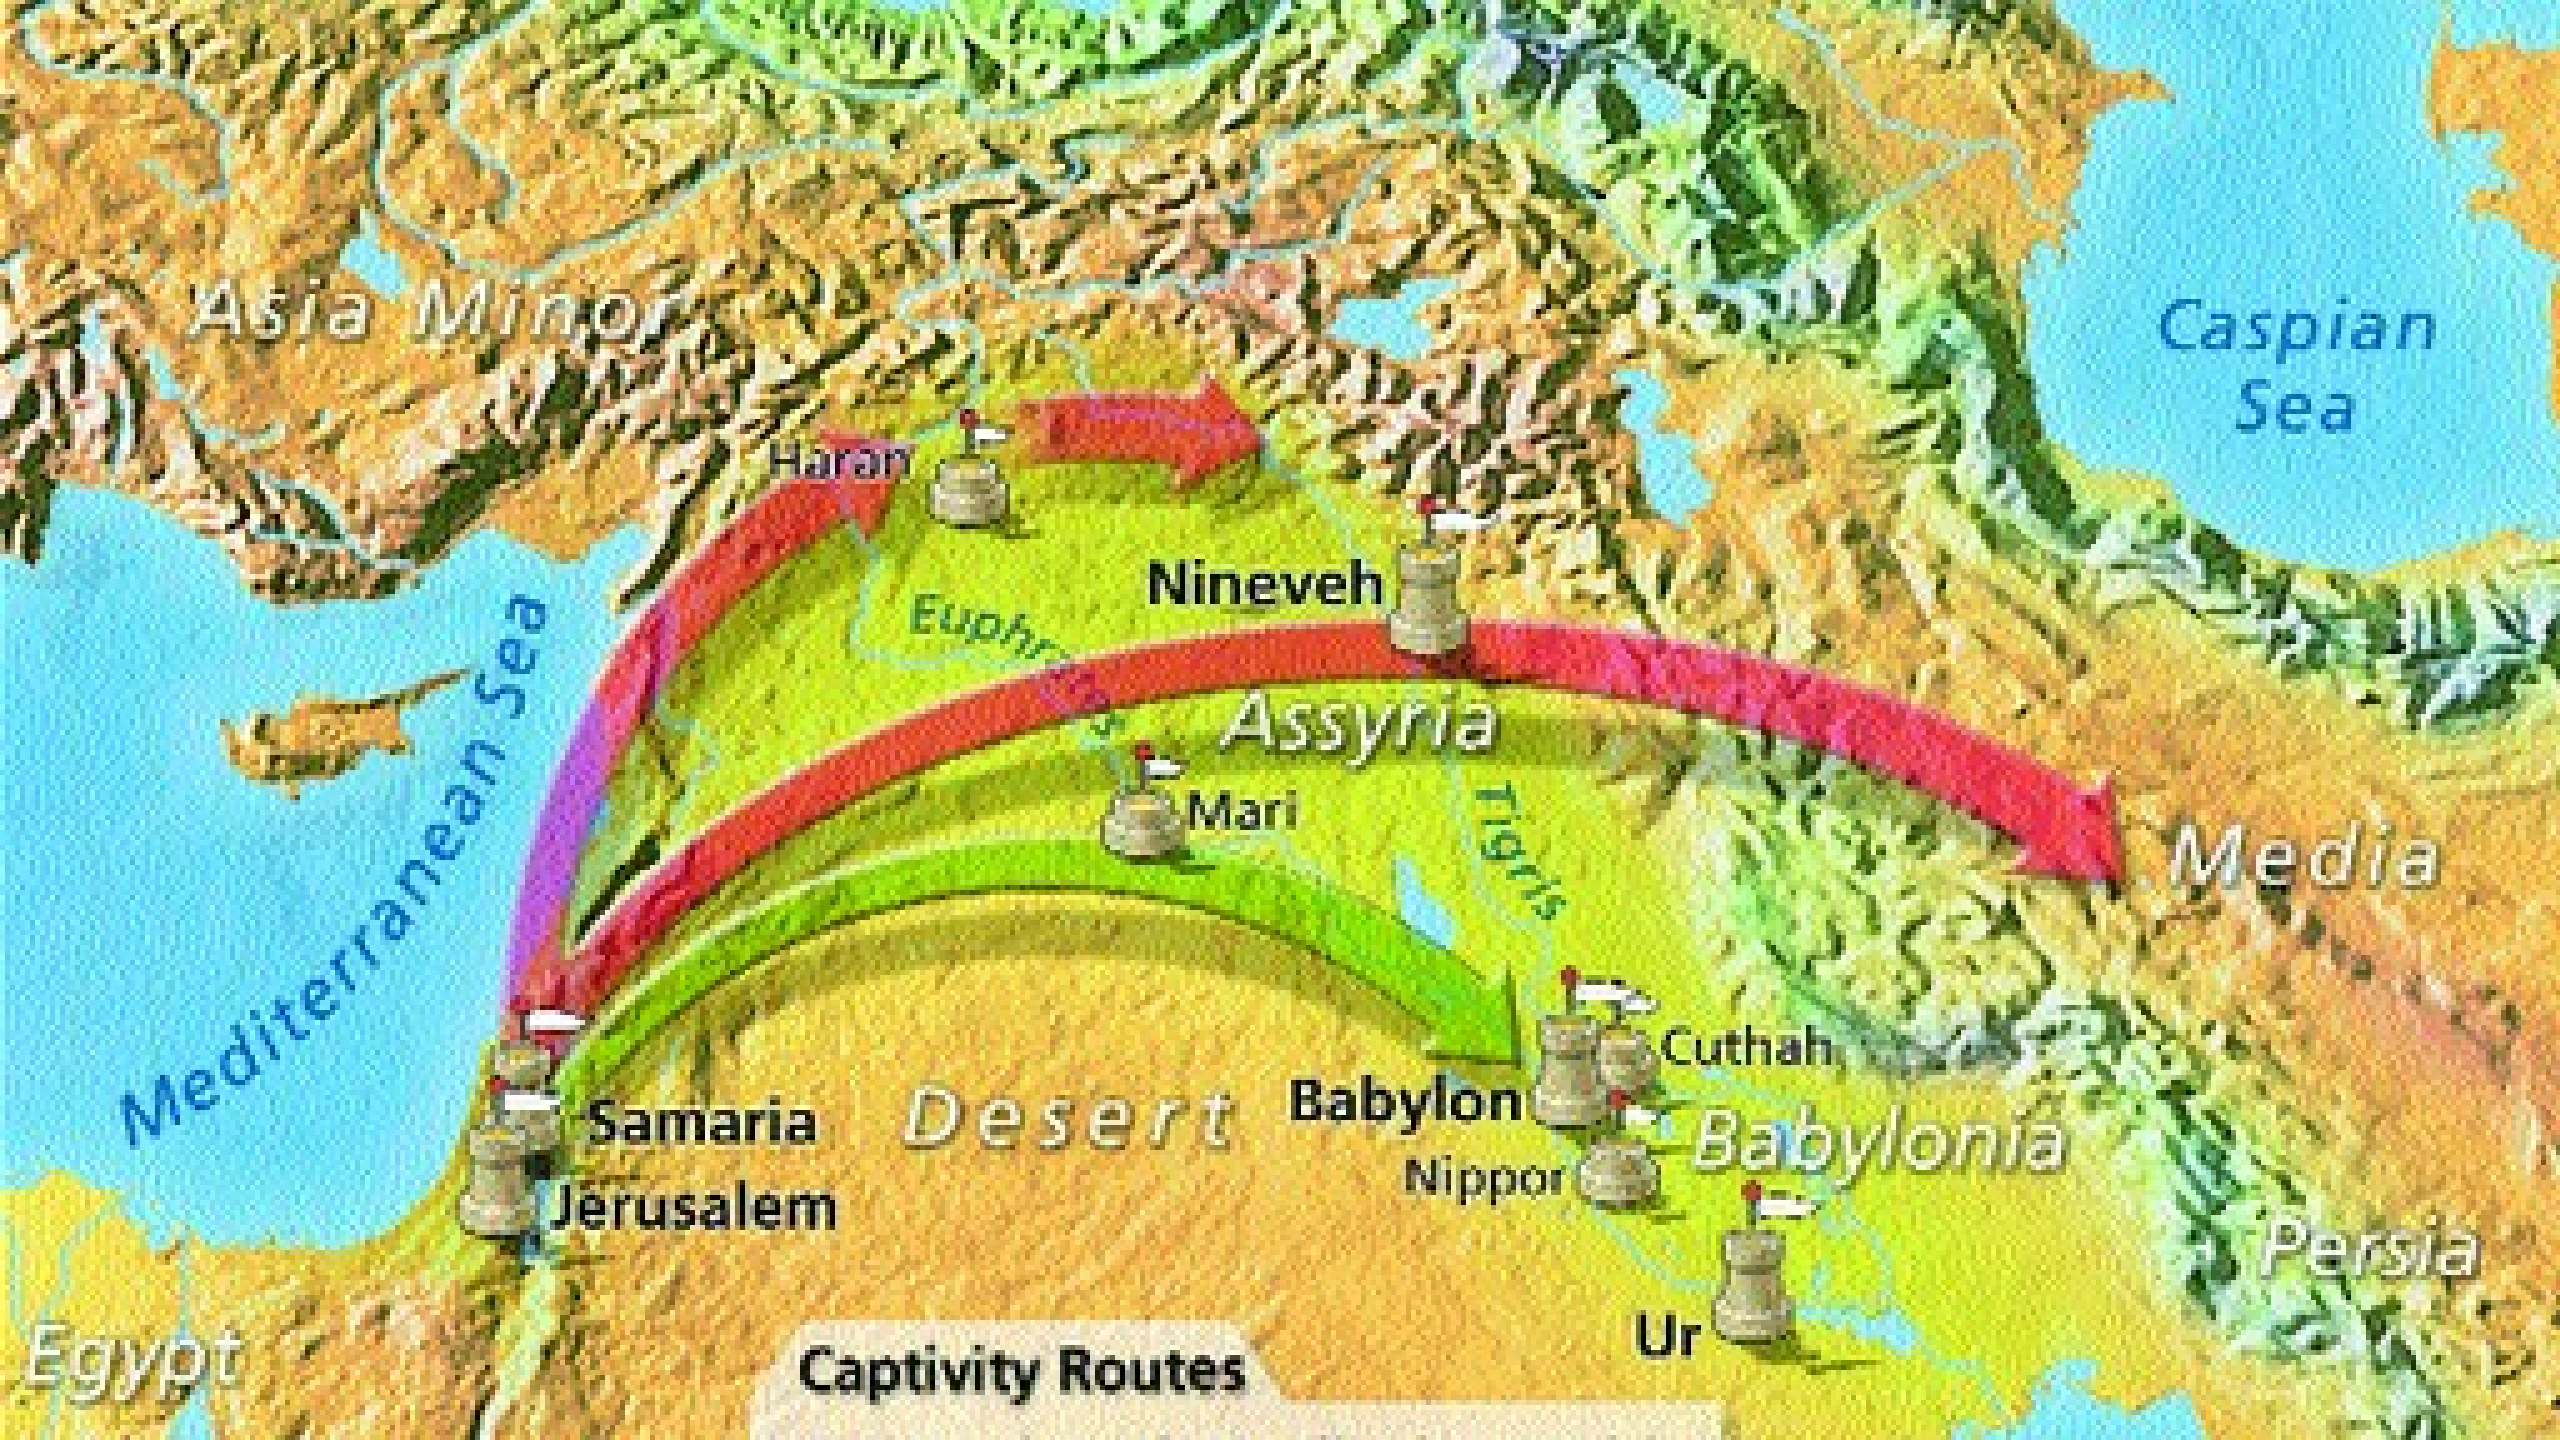 Asia Minor
Caspian
Sea
Haran
Nineveh
Euphrates
Mediterranean Sea
Assyria
Mari
Tigris
Media
Cuthah
Babylon
Samaria
Desert
Babylonia
Nippor
Jerusalem
Persia
Ur
Egypt
Captivity Routes